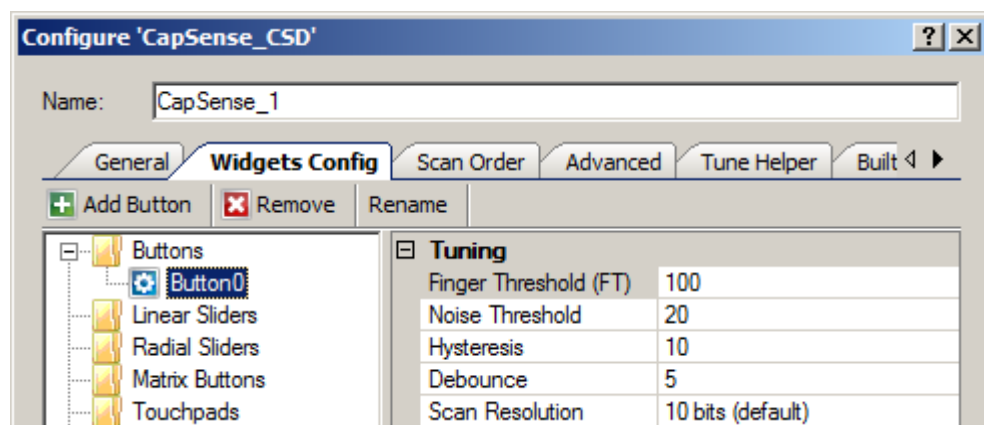 Configure 'CapSense_CSD'
Name: CapSense_1
General Widgets Config Scan Order Advanced Tune Helper Built
Add Button Remove Rename
Buttons
Button0
Linear Sliders
Radial Sliders
Matrix Buttons
Touchpads
Tuning
Finger Threshold (FT) 100
Noise Threshold 20
Hysteresis 10
Debounce 5
Scan Resolution 10 bits (default)